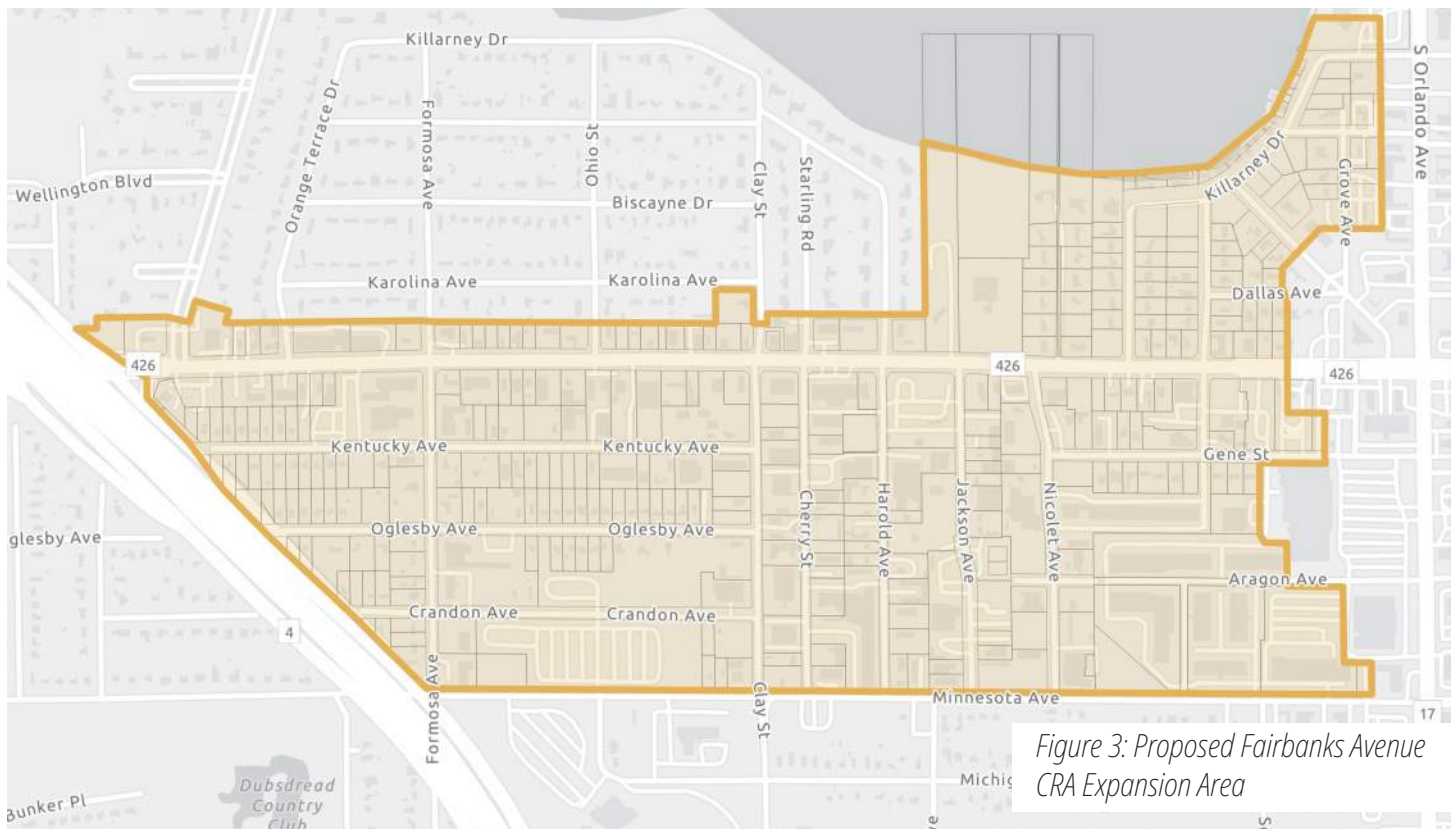 Killarney Dr
S Orlando Ave
Orange Terrace Dr
Formosa Ave
Ohio St
Clay St
Starling Rd
Killarney Dr
Grove Ave
Wellington Blvd
Biscayne Dr
Karolina Ave
Karolina Ave
Dallas Ave
426
426
426
Kentucky Ave
Kentucky Ave
Gene St
Cherry St
Harold Ave
Jackson Ave
Nicolet Ave
glesby Ave
Oglesby Ave
Oglesby Ave
Aragon Ave
Crandon Ave
Crandon Ave
4
Formosa Ave
Clay St
Minnesota Ave
17
Figure 3: Proposed Fairbanks Avenue
CRA Expansion Area
Michig
Dubsdread
Country
Club
Bunker Pl